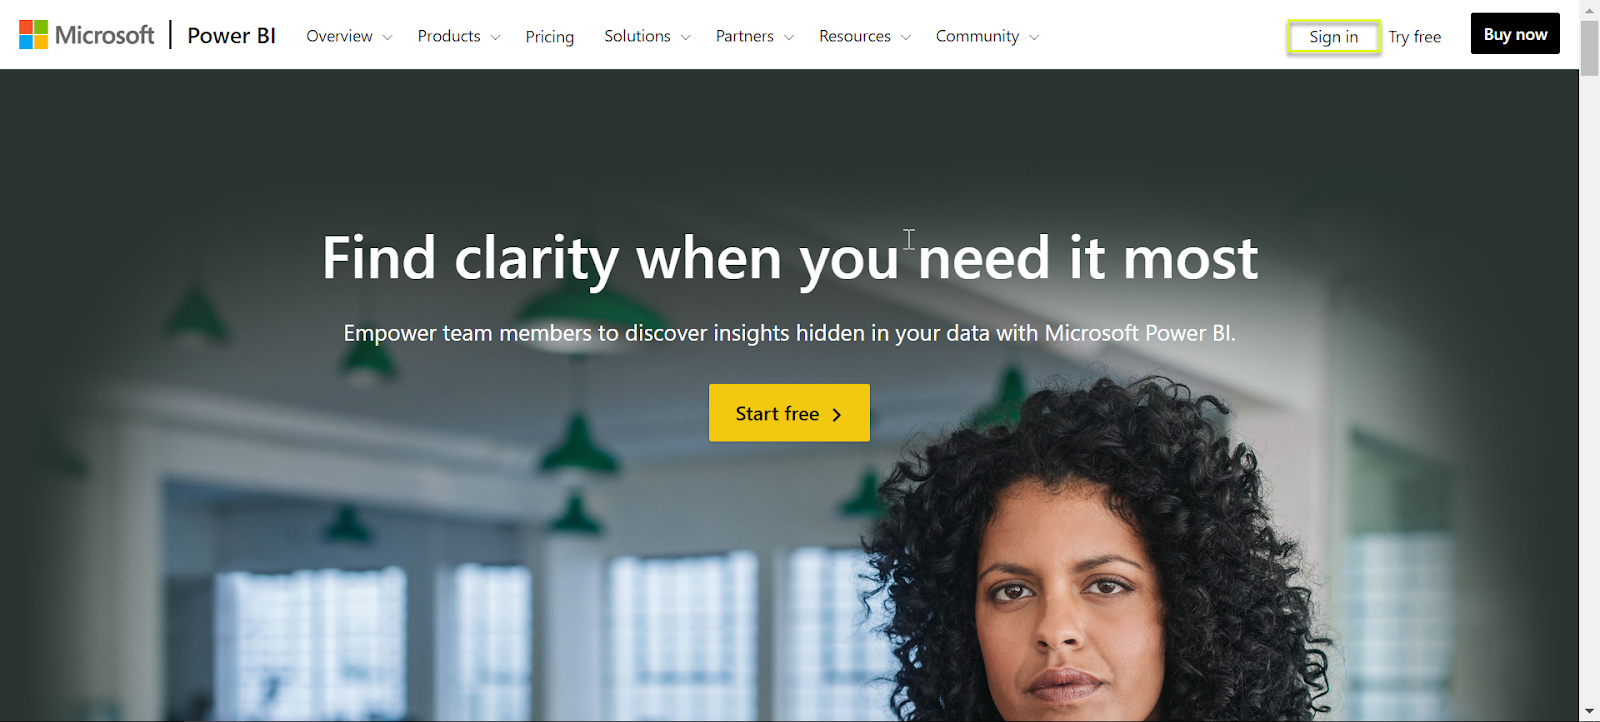 Microsoft | Power BI Overview Products Pricing Solutions Partners Resources Community Sign in Try free Buy now
Find clarity when you need it most
Empower team members to discover insights hidden in your data with Microsoft Power BI.
Start free